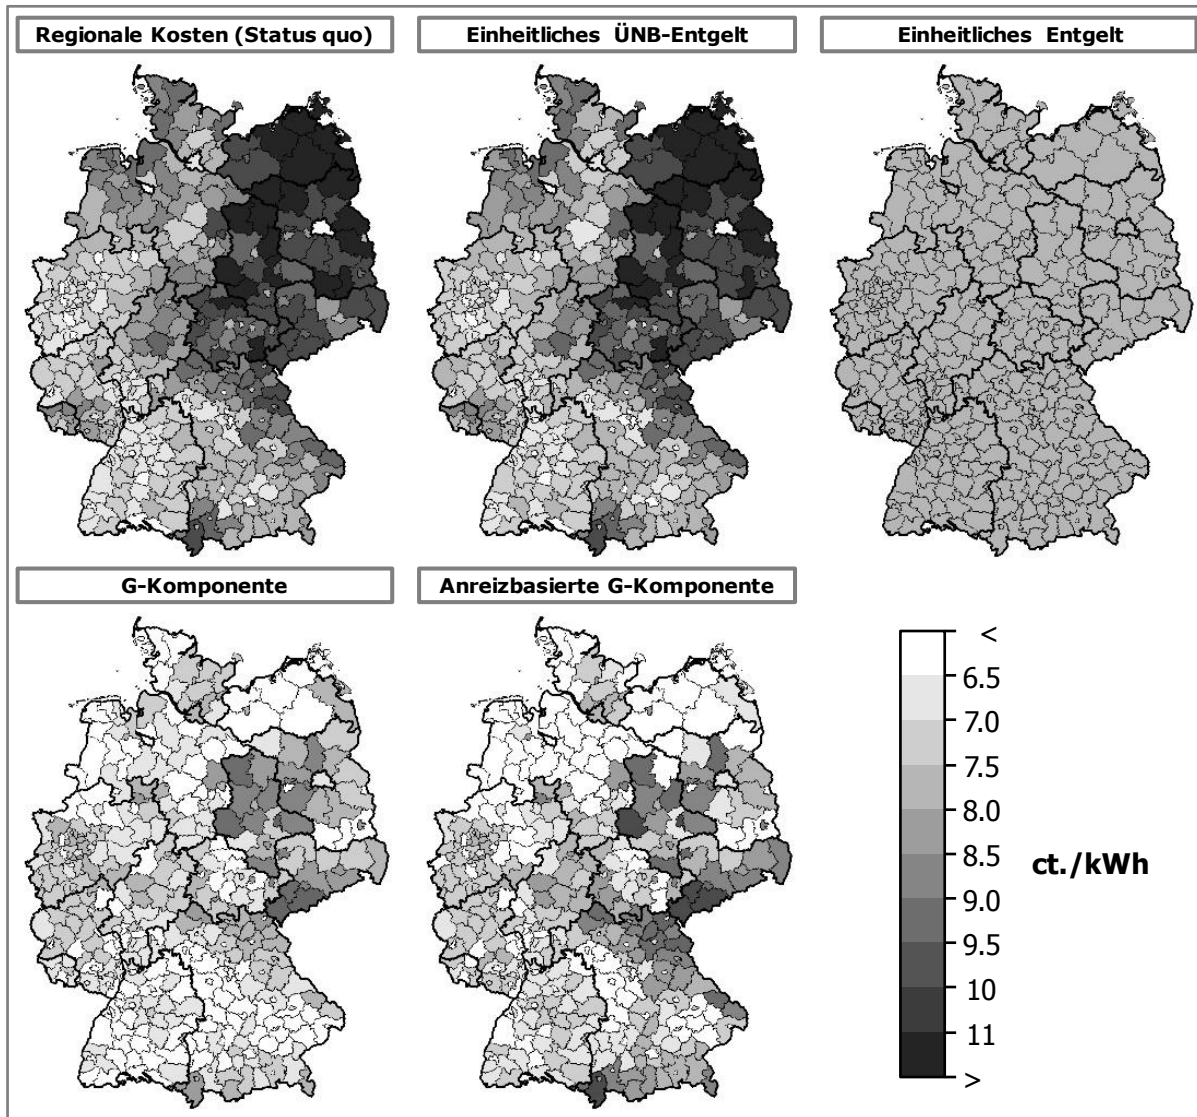 Regionale Kosten (Status quo)
Einheitliches ÜNB-Entgelt
Einheitliches Entgelt
G-Komponente
Anreizbasierte G-Komponente
<
6.5
7.0
7.5
8.0
8.5
9.0
9.5
10
11
>
ct./kWh